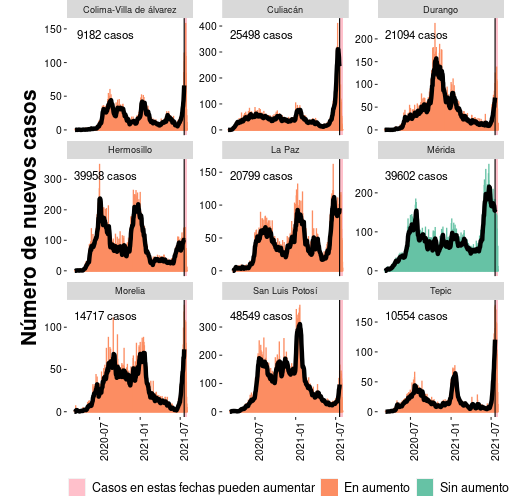 Número de nuevos casos
Colima-Villa de álvarez
Culiacán
Durango
9182 casos
25498 casos
21094 casos
150
100
50
0
400
300
200
100
0
200
150
100
50
0
Hermosillo
La Paz
Mérida
39958 casos
20799 casos
39602 casos
300
200
100
0
150
100
50
0
200
100
0
Morelia
San Luis Potosí
Tepic
14717 casos
48549 casos
10554 casos
100
50
0
300
200
100
0
150
100
50
0
2020-07
2021-01
2021-07
2020-07
2021-01
2021-07
2020-07
2021-01
2021-07
Casos en estas fechas pueden aumentar
En aumento
Sin aumento